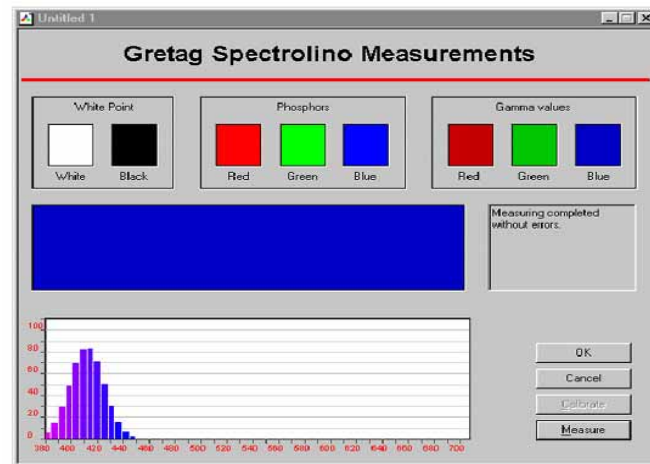 Untitled 1
Gretag Spectrolino Measurements
White Point
White Black
Phosphors
Red Green Blue
Gamma values
Red Green Blue
Measuring completed
without errors.
100
80
60
40
20
0
380 400 420 440 460 480 500 520 540 560 580 600 620 640 660 680 700
OK
Cancel
Calibrate
Measure